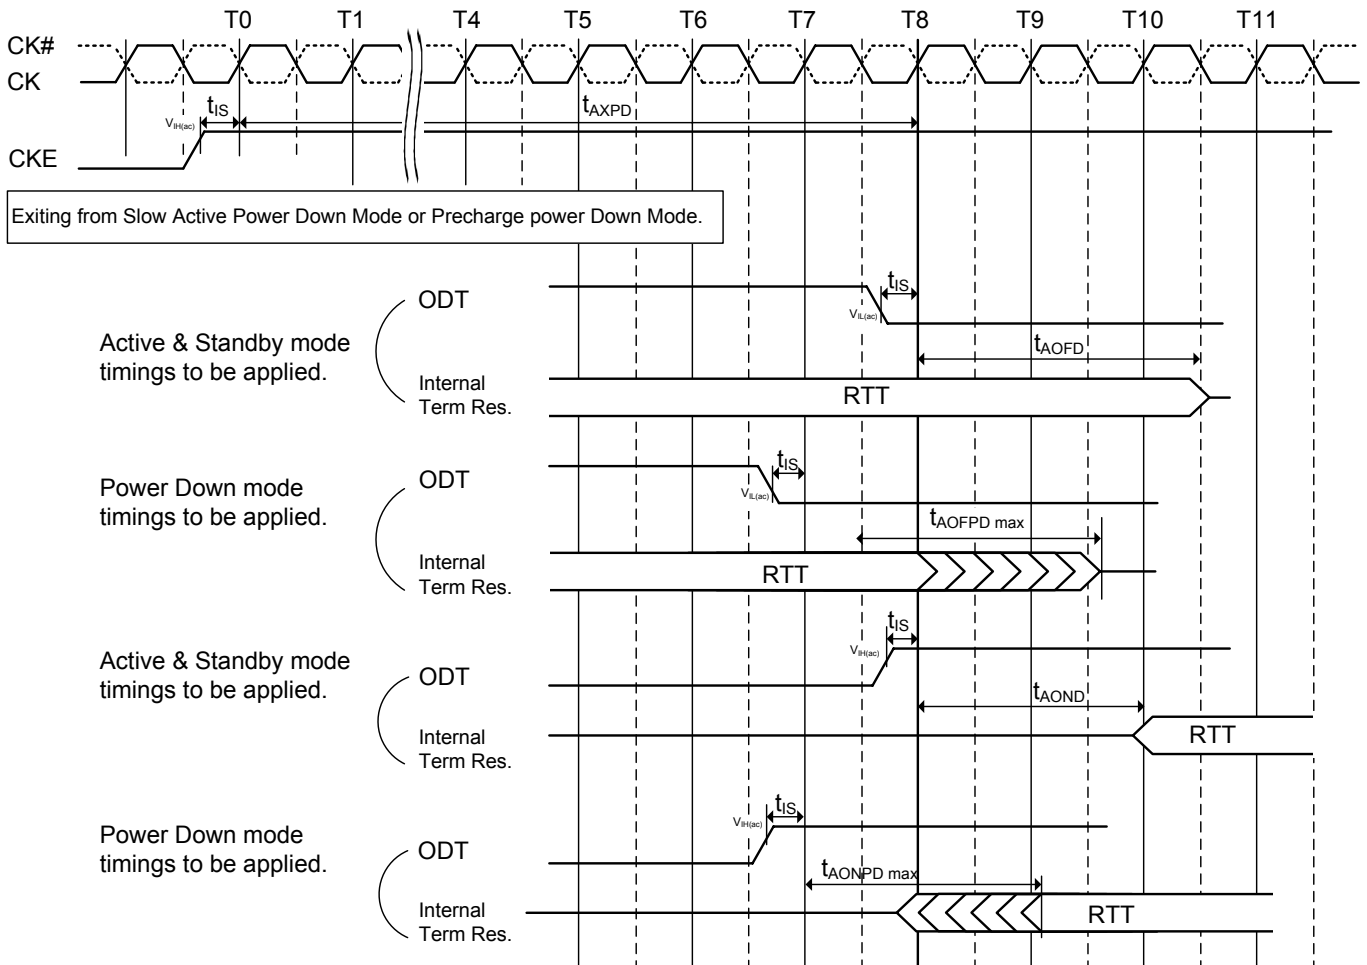 T0 T1 T4 T5 T6 T7 T8 T9 T10 T11
CK#
CK
tIS
tAXPD
VIH(ac)
CKE
Exiting from Slow Active Power Down Mode or Precharge power Down Mode.
tIS
ODT
VIL(ac)
Active & Standby mode
timings to be applied.
tAOFD
Internal
Term Res.
RTT
tIS
ODT
VIL(ac)
Power Down mode
timings to be applied.
tAOFPD max
Internal
Term Res.
RTT
tIS
VIH(ac)
Active & Standby mode
timings to be applied.
ODT
tAOND
Internal
Term Res.
RTT
tIS
VIH(ac)
Power Down mode
timings to be applied.
ODT
tAONPD max
Internal
Term Res.
RTT